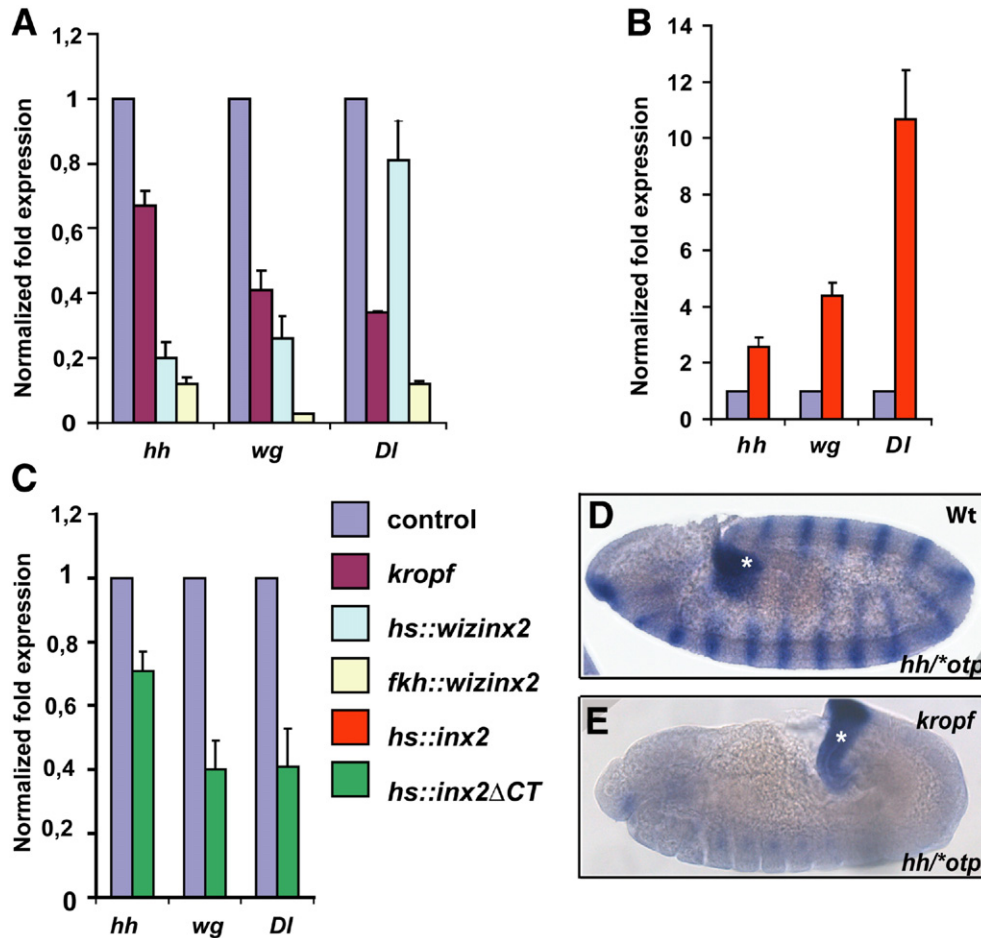 A
Normalized fold expression
1,2
1
0,8
0,6
0,4
0,2
0
hh
wg
Dl
B
Normalized fold expression
14
12
10
8
6
4
2
0
hh
wg
Dl
C
Normalized fold expression
1,2
1
0,8
0,6
0,4
0,2
0
hh
wg
Dl
control
kropf
hs::wizinx2
fkh::wizinx2
hs::inx2
hs::inx2ΔCT
D
Wt
*
hh/*otp
E
kropf
*
hh/*otp